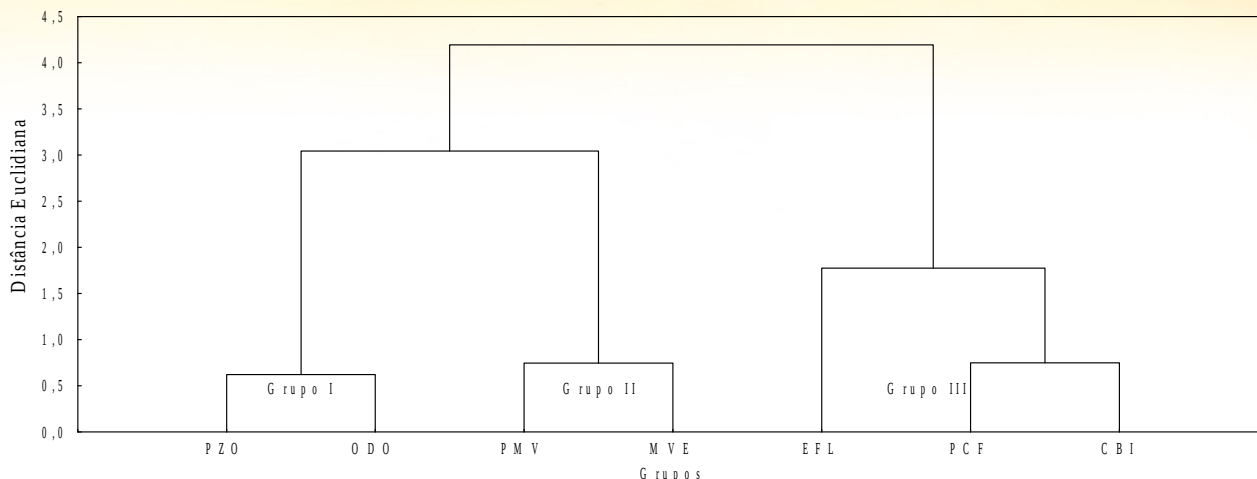 Distância Euclidiana
4,5
4,0
3,5
3,0
2,5
2,0
1,5
1,0
0,5
0,0
Grupo I
Grupo II
Grupo III
PZO ODO PMV MVE EFL PCF CBI
Grupos